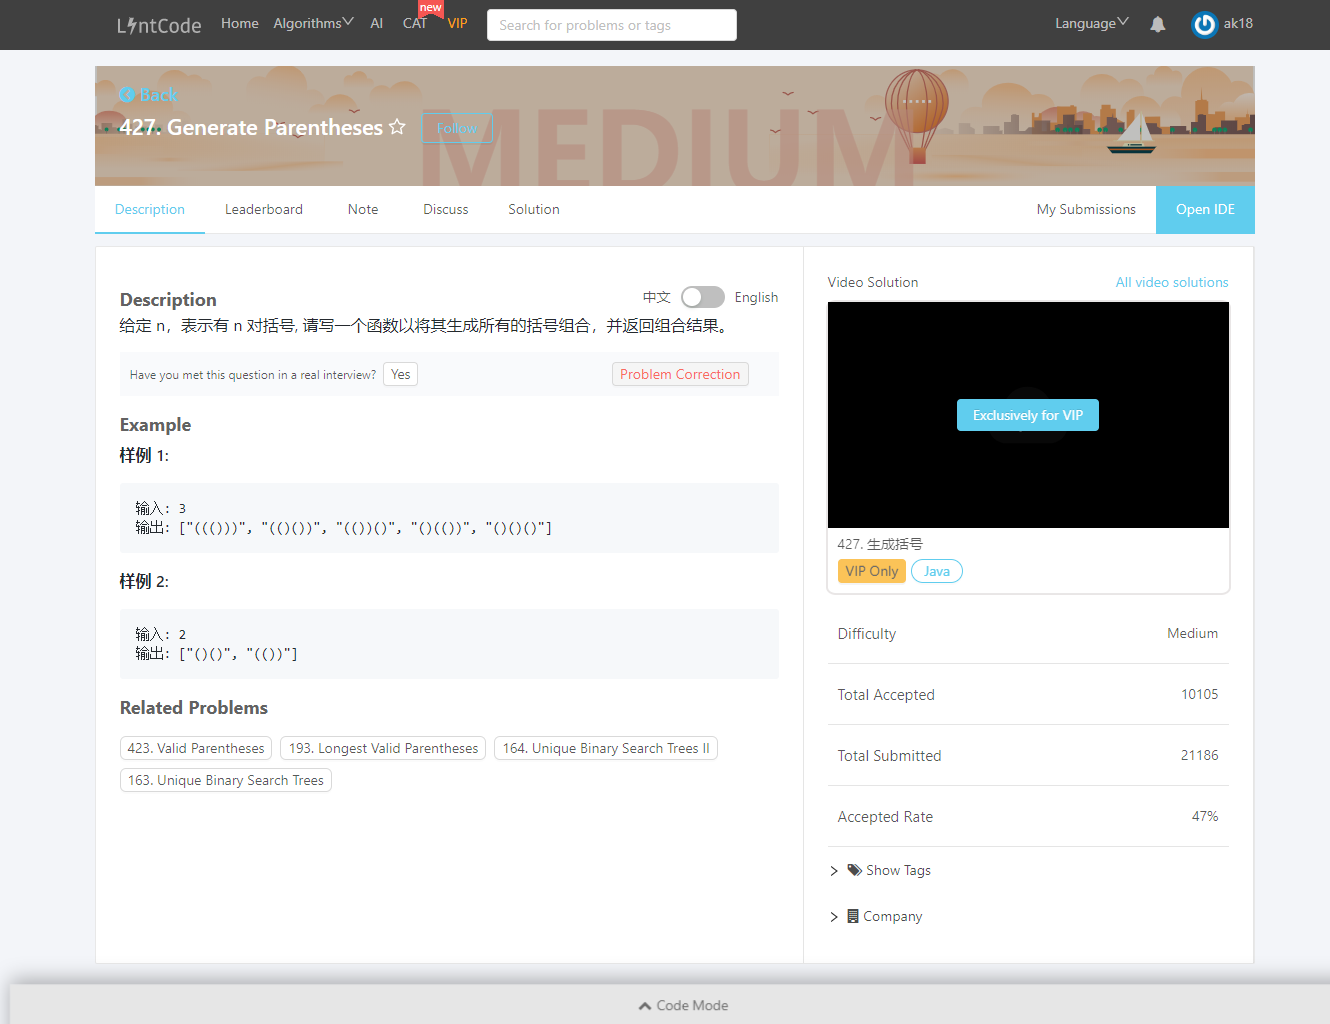 LintCode Home Algorithms AI CAT new VIP Search for problems or tags Language ak18
Back
427. Generate Parentheses Follow
MEDIUM
Description Leaderboard Note Discuss Solution My Submissions Open IDE
Description 中文 English
给定 n，表示有 n 对括号, 请写一个函数以将其生成所有的括号组合，并返回组合结果。
Have you met this question in a real interview? Yes Problem Correction
Example
样例 1:
输入: 3
输出: ["((()))", "(()())", "(())()", "()(())", "()()()"]
样例 2:
输入: 2
输出: ["()()", "(())"]
Related Problems
423. Valid Parentheses 193. Longest Valid Parentheses 164. Unique Binary Search Trees II
163. Unique Binary Search Trees
Video Solution All video solutions
Exclusively for VIP
427. 生成括号
VIP Only Java
Difficulty Medium
Total Accepted 10105
Total Submitted 21186
Accepted Rate 47%
Show Tags
Company
Code Mode